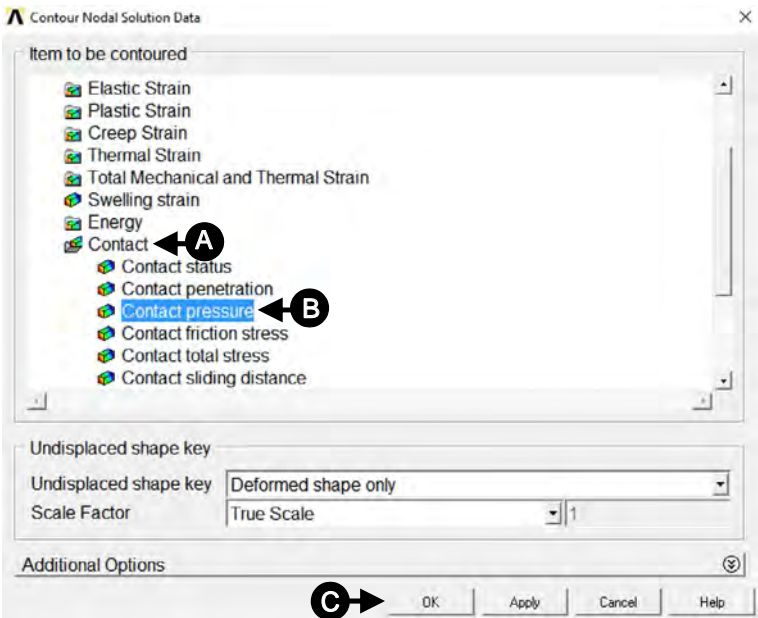 Contour Nodal Solution Data
Item to be contoured
Elastic Strain
Plastic Strain
Creep Strain
Thermal Strain
Total Mechanical and Thermal Strain
Swelling strain
Energy
Contact A
Contact status
Contact penetration
Contact pressure B
Contact friction stress
Contact total stress
Contact sliding distance
Undisplaced shape key
Undisplaced shape key Deformed shape only
Scale Factor True Scale 1
Additional Options
C OK Apply Cancel Help